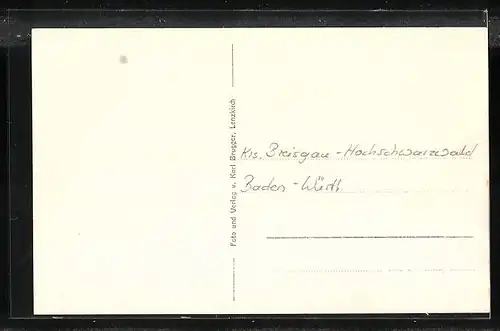 Foto und Verlag v. Karl Brugger, Lenzkirch
Krs. Breisgau-Hochschwarzwald
Baden-Württ.